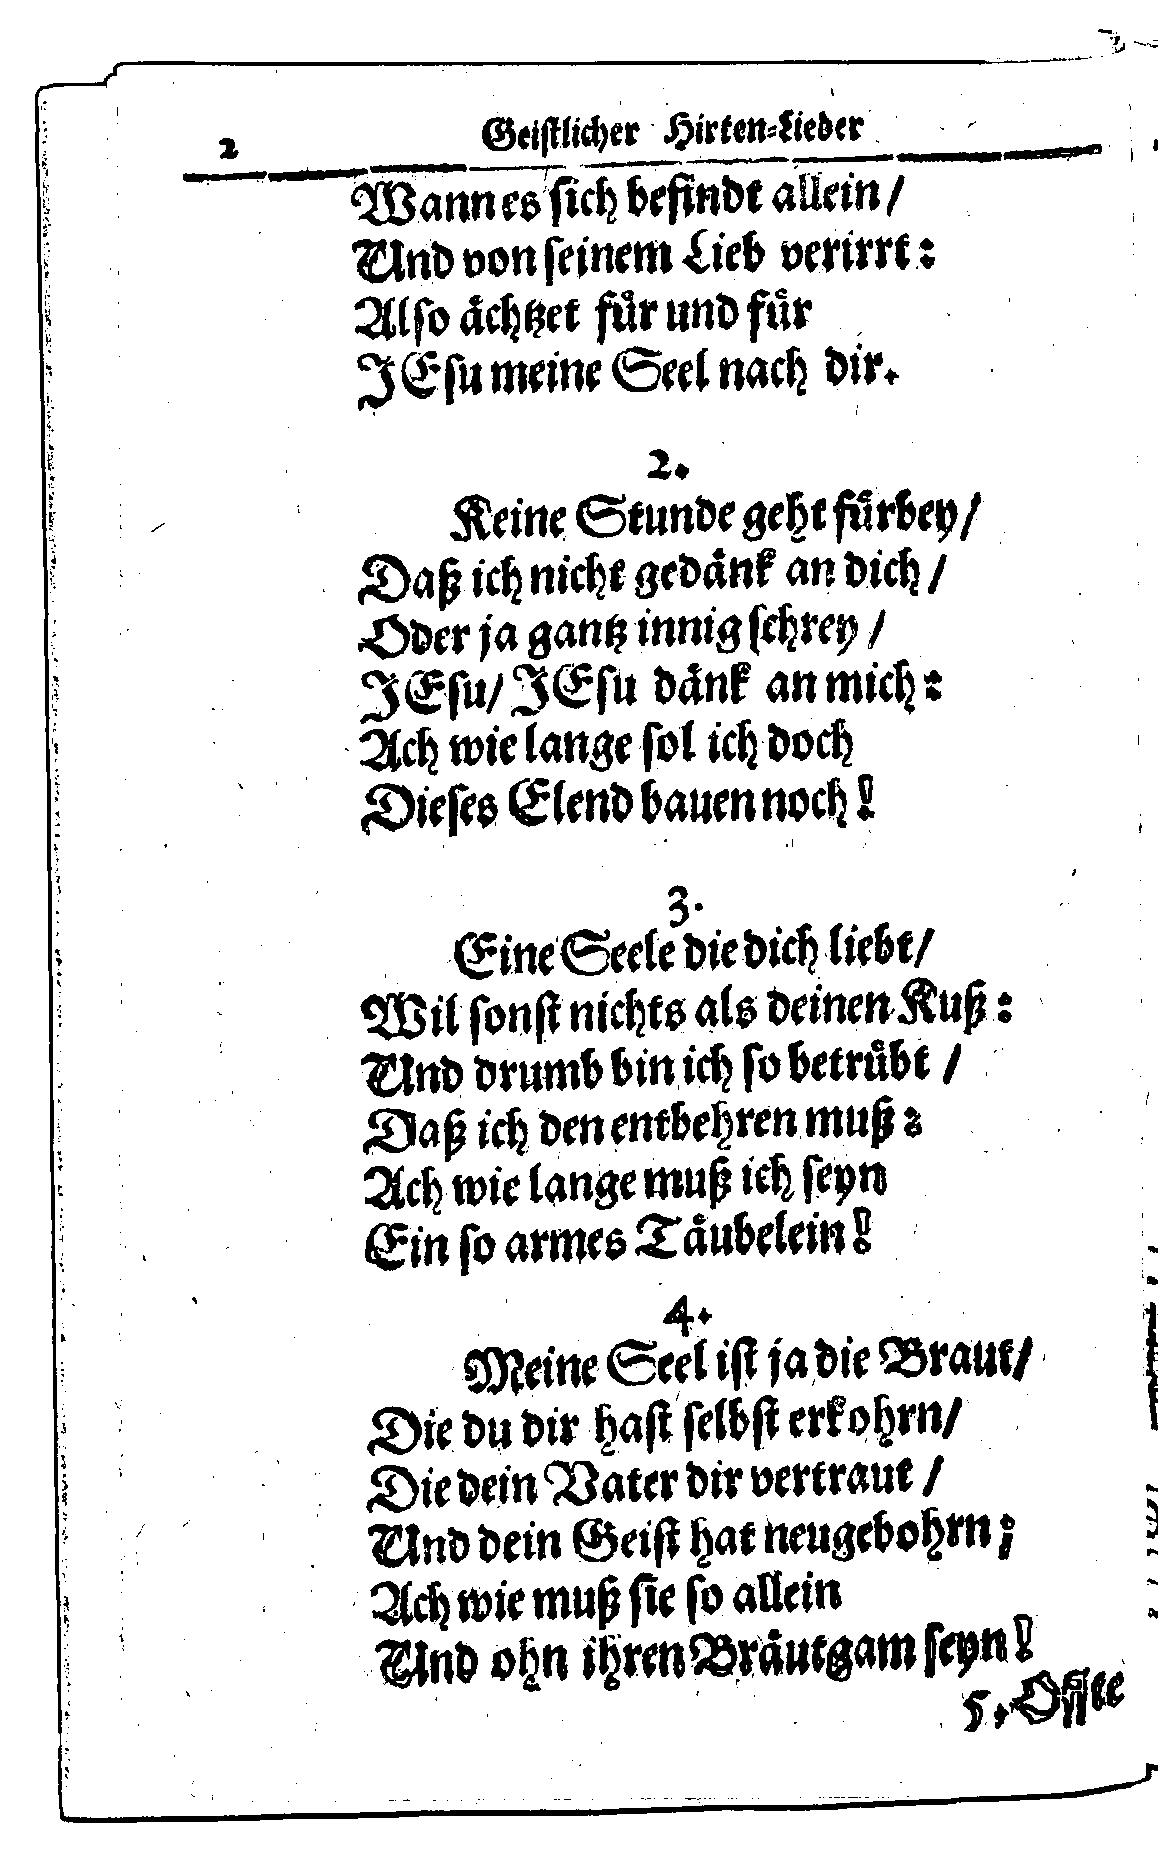 2 Geistlicher Hirten=Lieder
Wann es sich befindt allein /
Und von seinem Lieb verirrt:
Also ächtzet für und für
JEsu meine Seel nach dir.
2.
Keine Stunde geht fürbey /
Daß ich nicht gedänk an dich /
Oder ja gantz innig schrey /
JEsu / JEsu dänk an mich:
Ach wie lange sol ich doch
Dieses Elend bauen noch!
3.
Eine Seele die dich liebt /
Wil sonst nichts als deinen Kuß:
Und drumb bin ich so betrübt /
Daß ich den entbehren muß:
Ach wie lange muß ich seyn
Ein so armes Täubelein!
4.
Meine Seel ist ja die Braut /
Die du dir hast selbst erkohrn /
Die dein Vater dir vertraut /
Und dein Geist hat neugebohrn;
Ach wie muß sie so allein
Und ohn ihren Bräutgam seyn!
5. Offte